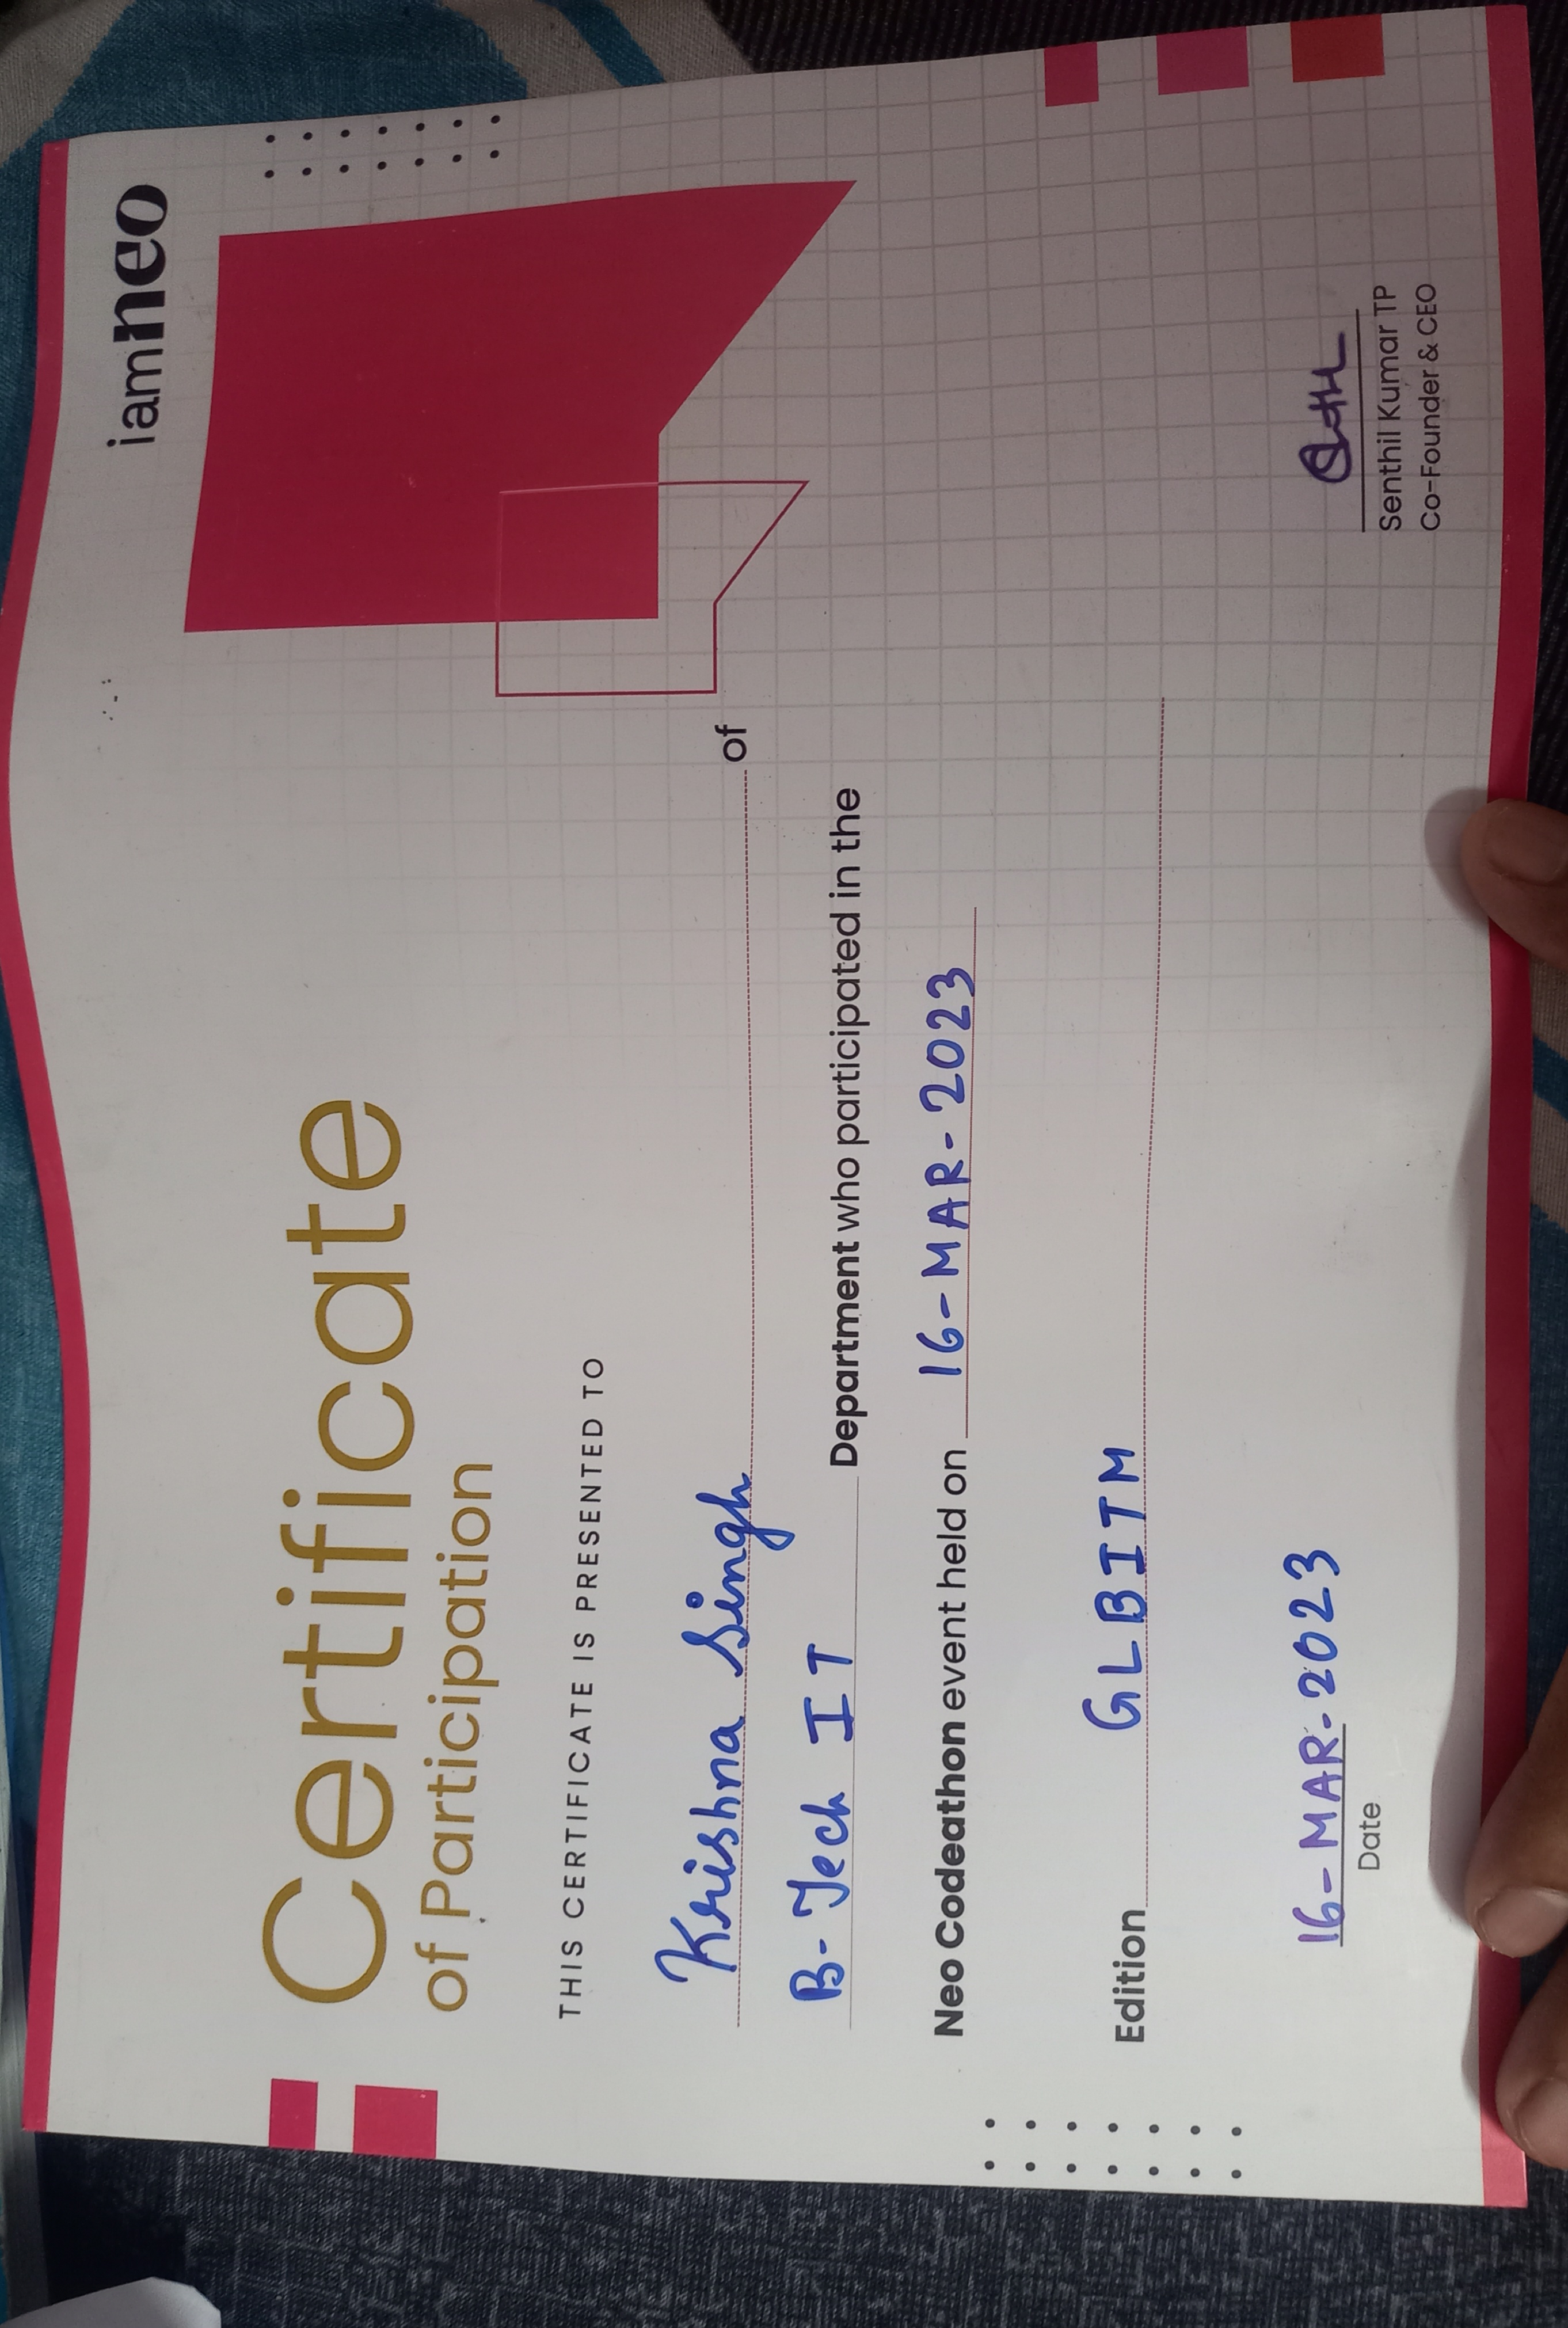 iamneo
Certificate
of Participation
THIS CERTIFICATE IS PRESENTED TO
Krishna Singh of
B-Tech IT Department who participated in the
Neo Codeathon event held on 16-MAR-2023
Edition GLBITM
16-MAR-2023
Date
Senthil Kumar TP
Co-Founder & CEO